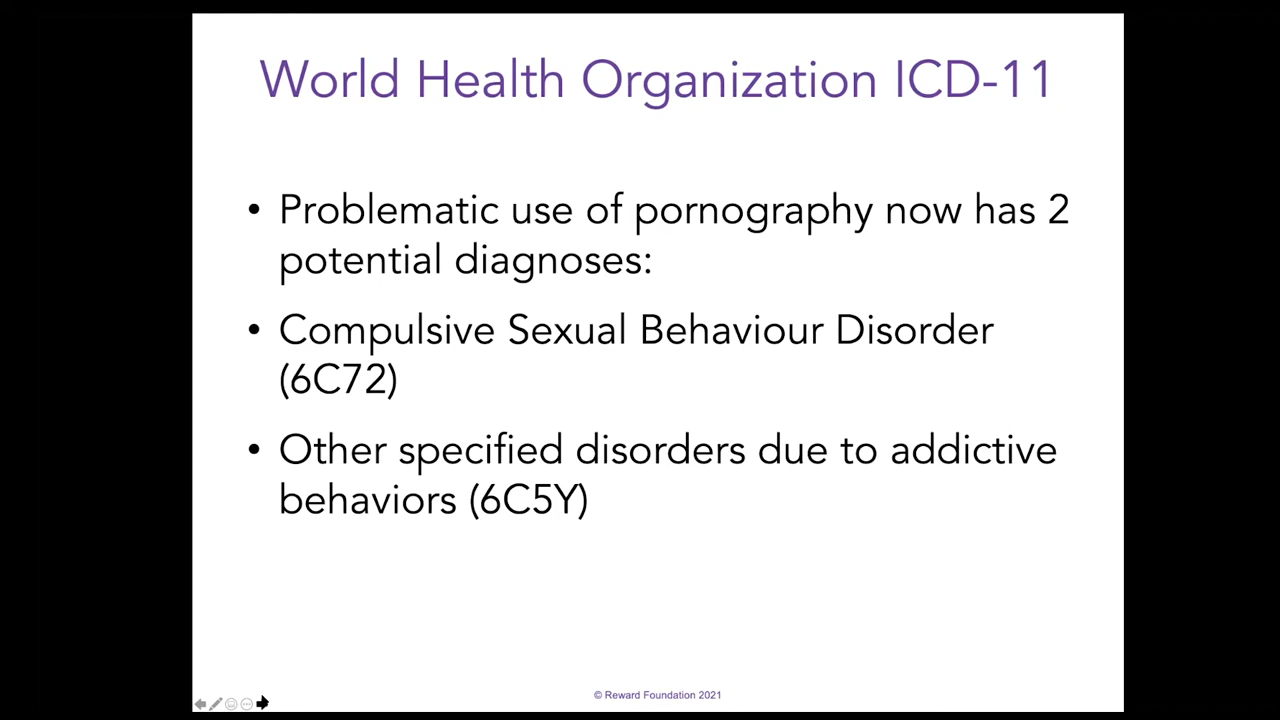 World Health Organization ICD-11
• Problematic use of pornography now has 2
potential diagnoses:
• Compulsive Sexual Behaviour Disorder
(6C72)
• Other specified disorders due to addictive
behaviors (6C5Y)
© Reward Foundation 2021